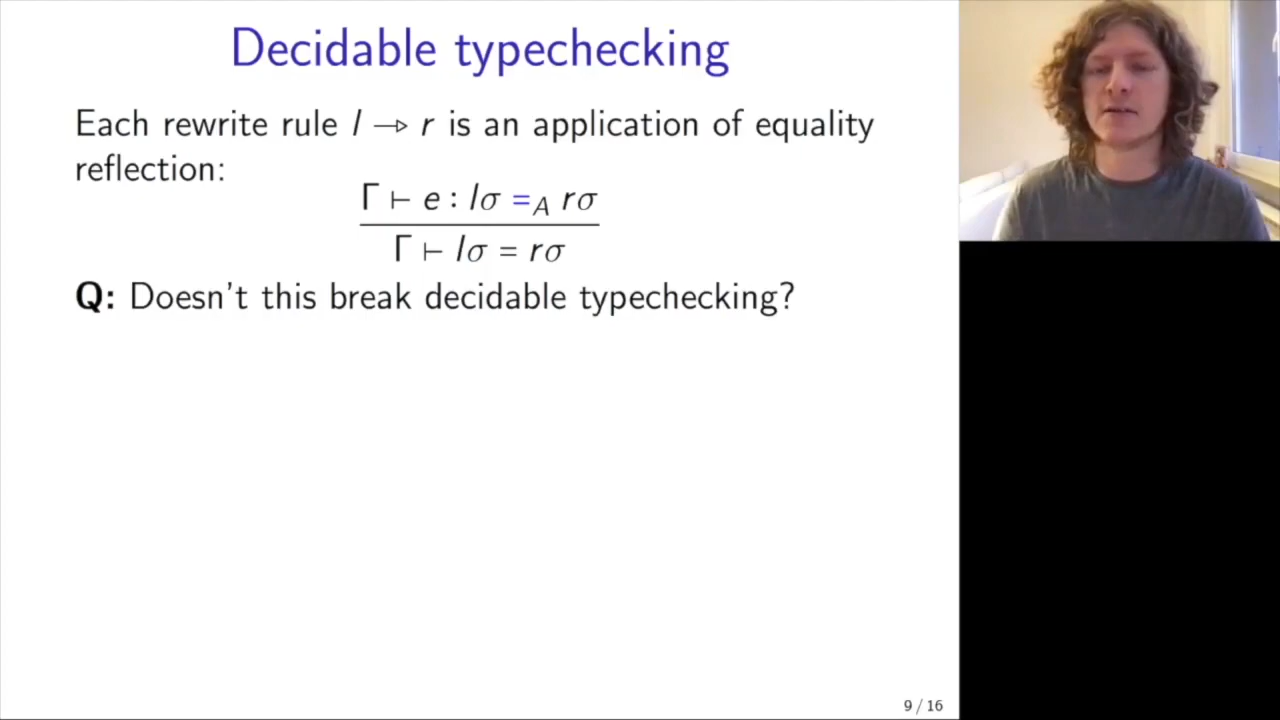 Decidable typechecking
Each rewrite rule l ⇾ r is an application of equality
reflection:
Γ ⊢ e : lσ =_A rσ
Γ ⊢ lσ = rσ
Q: Doesn't this break decidable typechecking?
9 / 16